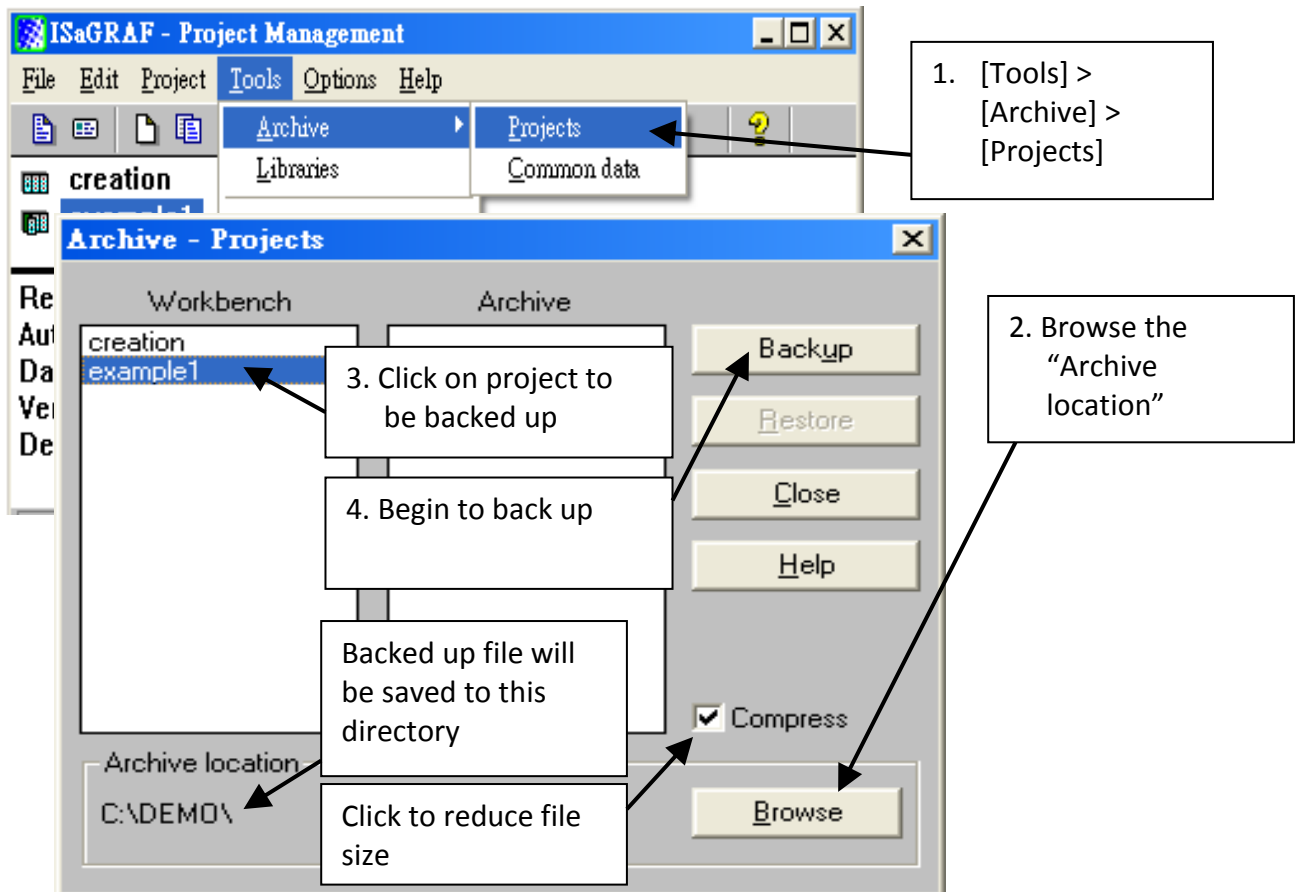 ISaGRAF - Project Management
File Edit Project Tools Options Help
Archive
Libraries
Projects
Common data
1. [Tools] >
[Archive] >
[Projects]
creation
Archive - Projects
Re
Aut
Da
Ver
De
Workbench
Archive
creation
example1
Backup
Restore
Close
Help
2. Browse the
“Archive
location”
3. Click on project to
be backed up
4. Begin to back up
Backed up file will
be saved to this
directory
Compress
Archive location
C:\DEMO\
Click to reduce file
size
Browse